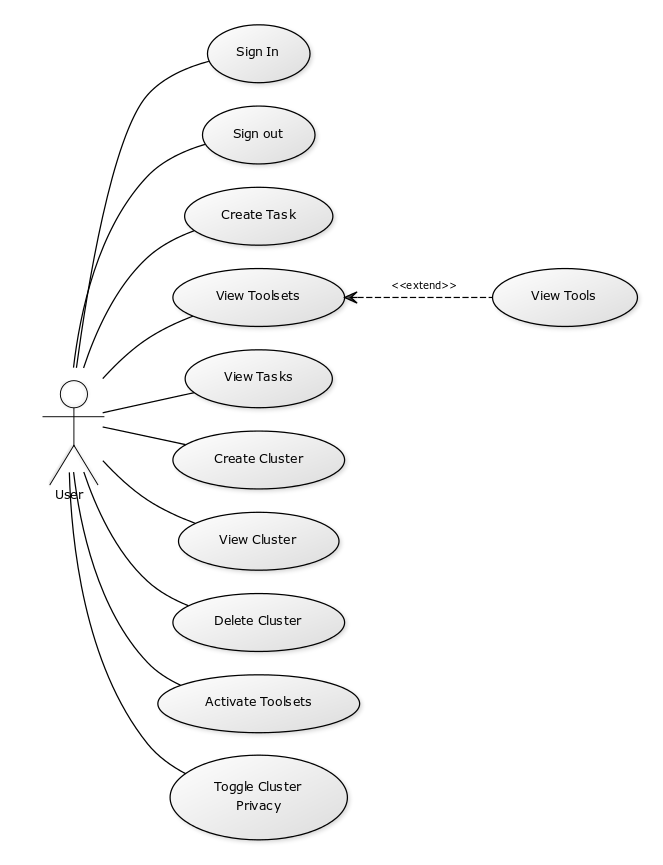 Sign In
Sign out
Create Task
View Toolsets
<<extend>>
View Tools
View Tasks
Create Cluster
User
View Cluster
Delete Cluster
Activate Toolsets
Toggle Cluster
Privacy